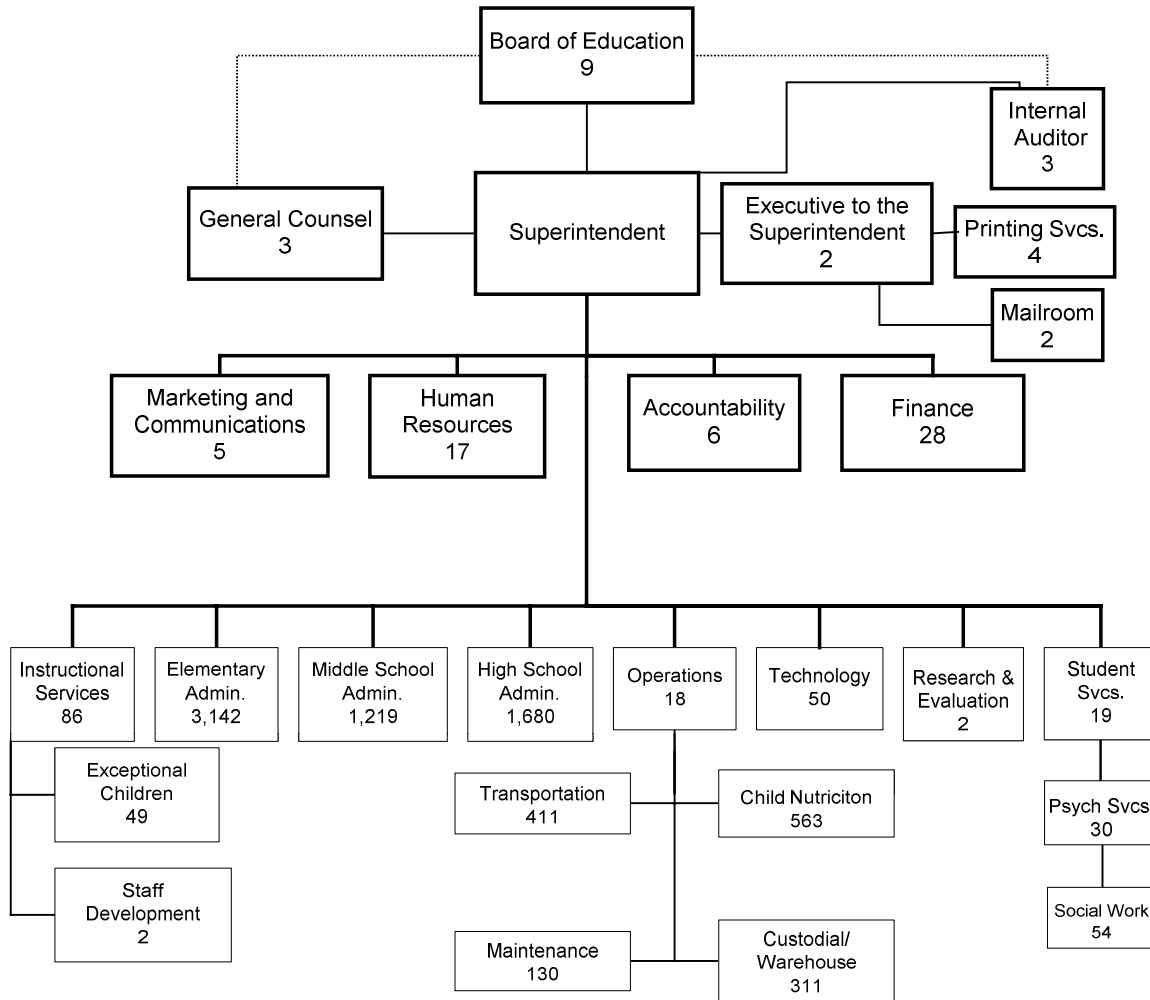 Board of Education
9
Internal
Auditor
3
General Counsel
3
Superintendent
Executive to the
Superintendent
2
Printing Svcs.
4
Mailroom
2
Marketing and
Communications
5
Human
Resources
17
Accountability
6
Finance
28
Instructional
Services
86
Elementary
Admin.
3,142
Middle School
Admin.
1,219
High School
Admin.
1,680
Operations
18
Technology
50
Research &
Evaluation
2
Student
Svcs.
19
Exceptional
Children
49
Transportation
411
Child Nutriciton
563
Psych Svcs
30
Staff
Development
2
Maintenance
130
Custodial/
Warehouse
311
Social Work
54